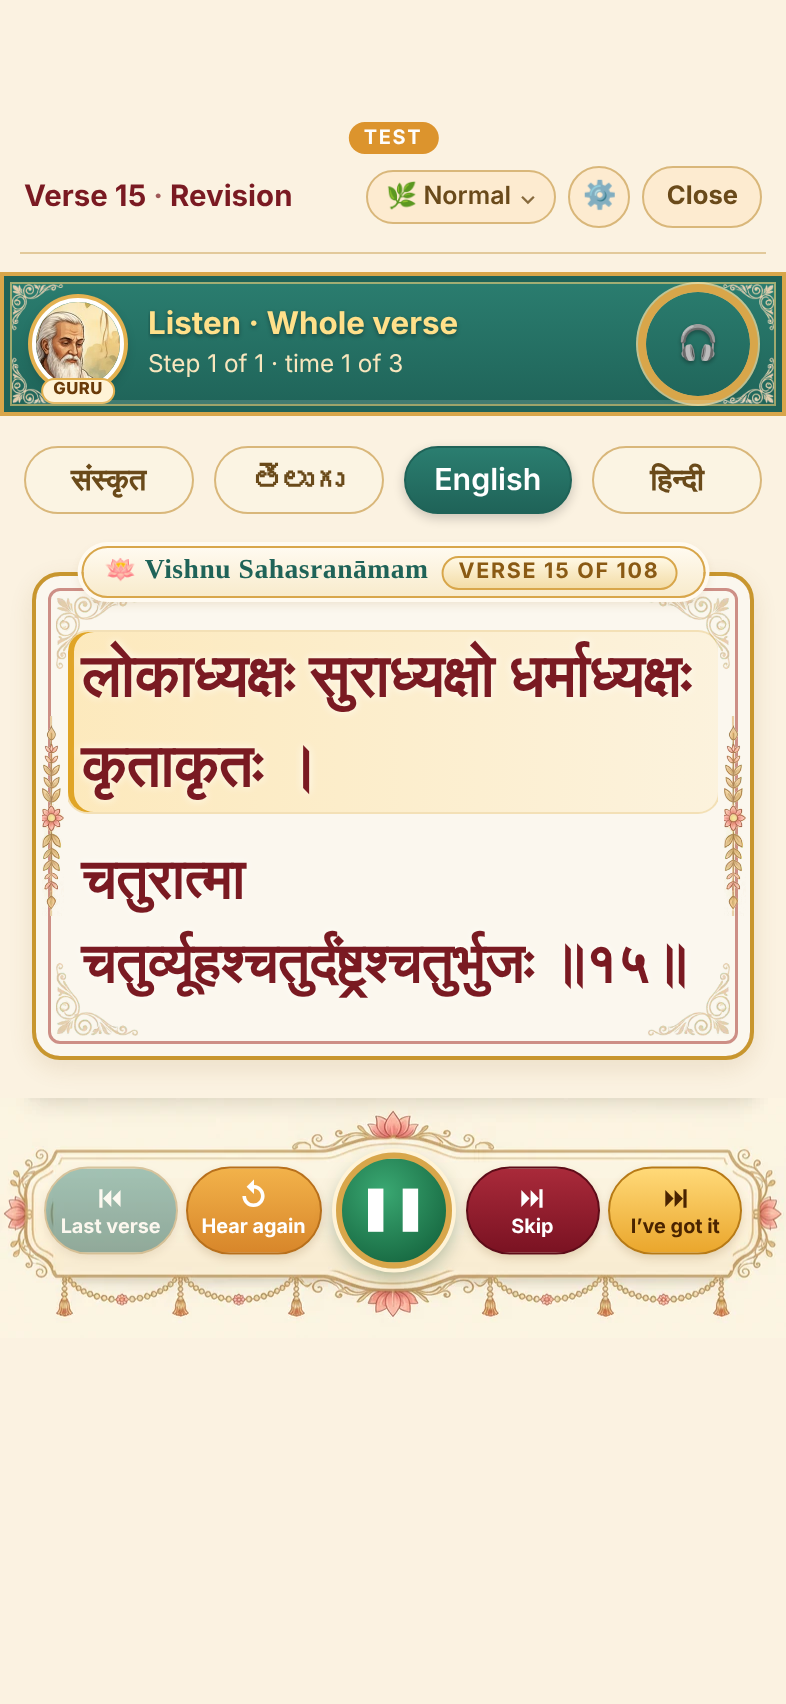 TEST
Verse 15 · Revision
Normal
Close
Listen · Whole verse
Step 1 of 1 · time 1 of 3
GURU
संस्कृत
తెలుగు
English
हिन्दी
Vishnu Sahasranāmam VERSE 15 OF 108
लोकाध्यक्षः सुराध्यक्षो धर्माध्यक्षः
कृताकृतः ।
चतुरात्मा
चतुर्व्यूहश्चतुर्दंष्ट्रश्चतुर्भुजः ॥१५॥
Last verse
Hear again
Skip
I’ve got it